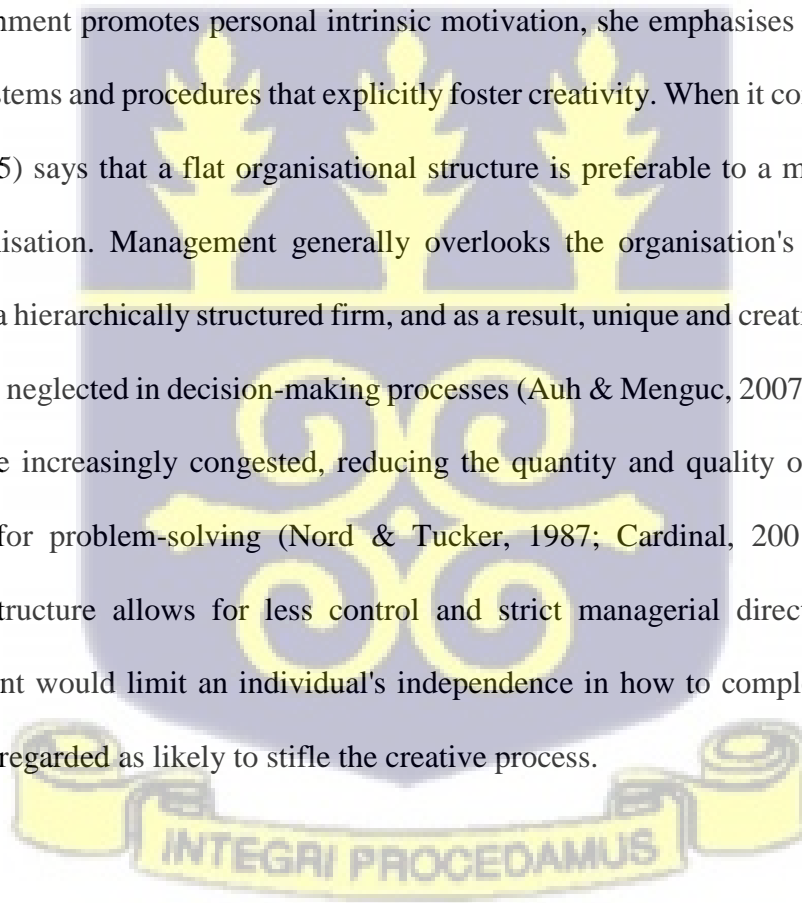 nment promotes personal intrinsic motivation, she emphasises
stems and procedures that explicitly foster creativity. When it co
5) says that a flat organisational structure is preferable to a m
nisation. Management generally overlooks the organisation's
a hierarchically structured firm, and as a result, unique and creati
neglected in decision-making processes (Auh & Menguc, 2007
e increasingly congested, reducing the quantity and quality o
for problem-solving (Nord & Tucker, 1987; Cardinal, 200
structure allows for less control and strict managerial direct
nt would limit an individual's independence in how to compl
regarded as likely to stifle the creative process.
INTEGRI PROCEDAMUS